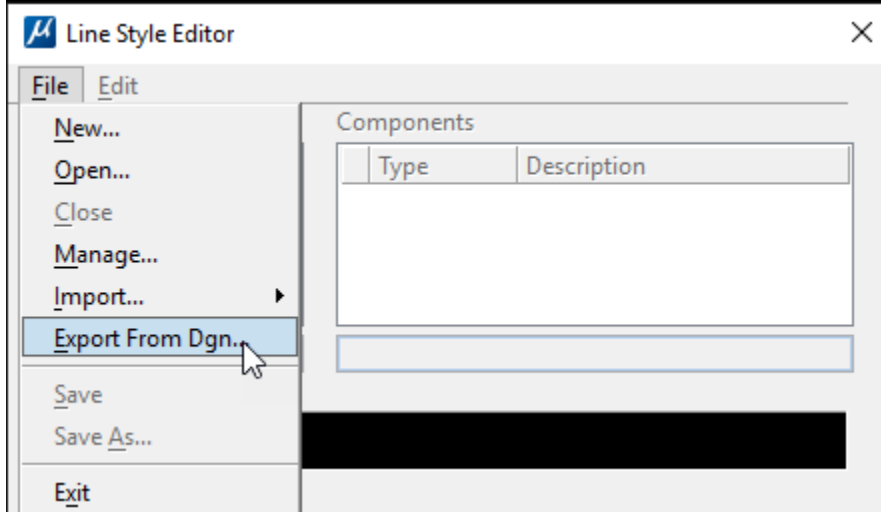 μ Line Style Editor
File Edit
New...
Open...
Close
Manage...
Import...
Export From Dgn...
Save
Save As...
Exit
Components
Type Description